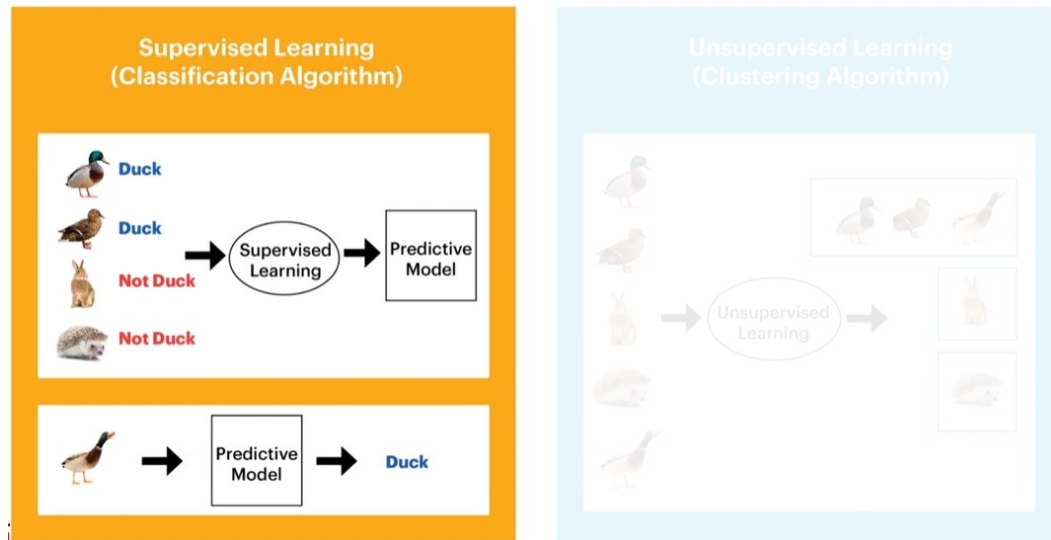 Supervised Learning
(Classification Algorithm)
Duck
Duck
Not Duck
Not Duck
Supervised
Learning
Predictive
Model
Predictive
Model
Duck
Unsupervised Learning
(Clustering Algorithm)
Unsupervised
Learning